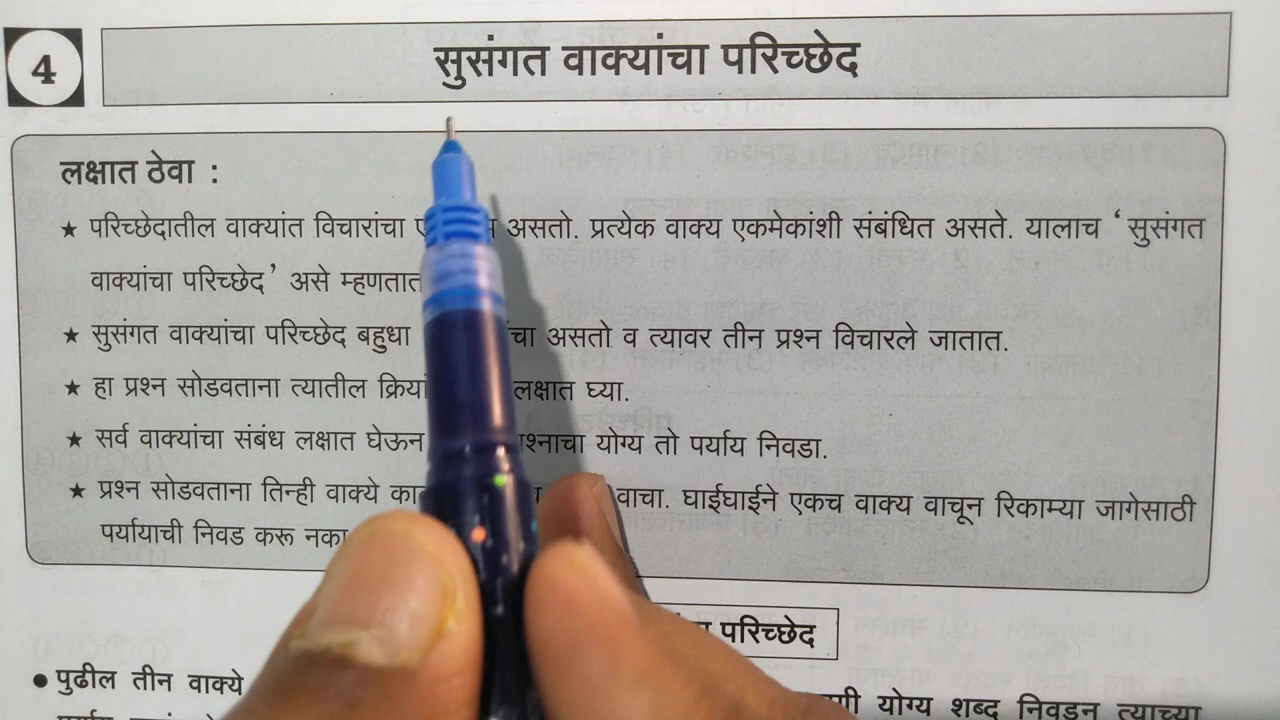 4
सुसंगत वाक्यांचा परिच्छेद
लक्षात ठेवा :
★ परिच्छेदातील वाक्यांत विचारांचा असतो. प्रत्येक वाक्य एकमेकांशी संबंधित असते. यालाच ‘सुसंगत
वाक्यांचा परिच्छेद’ असे म्हणतात
★ सुसंगत वाक्यांचा परिच्छेद बहुधा असतो व त्यावर तीन प्रश्न विचारले जातात.
★ हा प्रश्न सोडवताना त्यातील लक्षात घ्या.
★ सर्व वाक्यांचा संबंध लक्षात घेऊन योग्य तो पर्याय निवडा.
★ प्रश्न सोडवताना तिन्ही वाक्ये वाचा. घाईघाईने एकच वाक्य वाचून रिकाम्या जागेसाठी
पर्यायाची निवड करू नका
परिच्छेद
● पुढील तीन वाक्ये योग्य शब्द निवडून त्याच्या